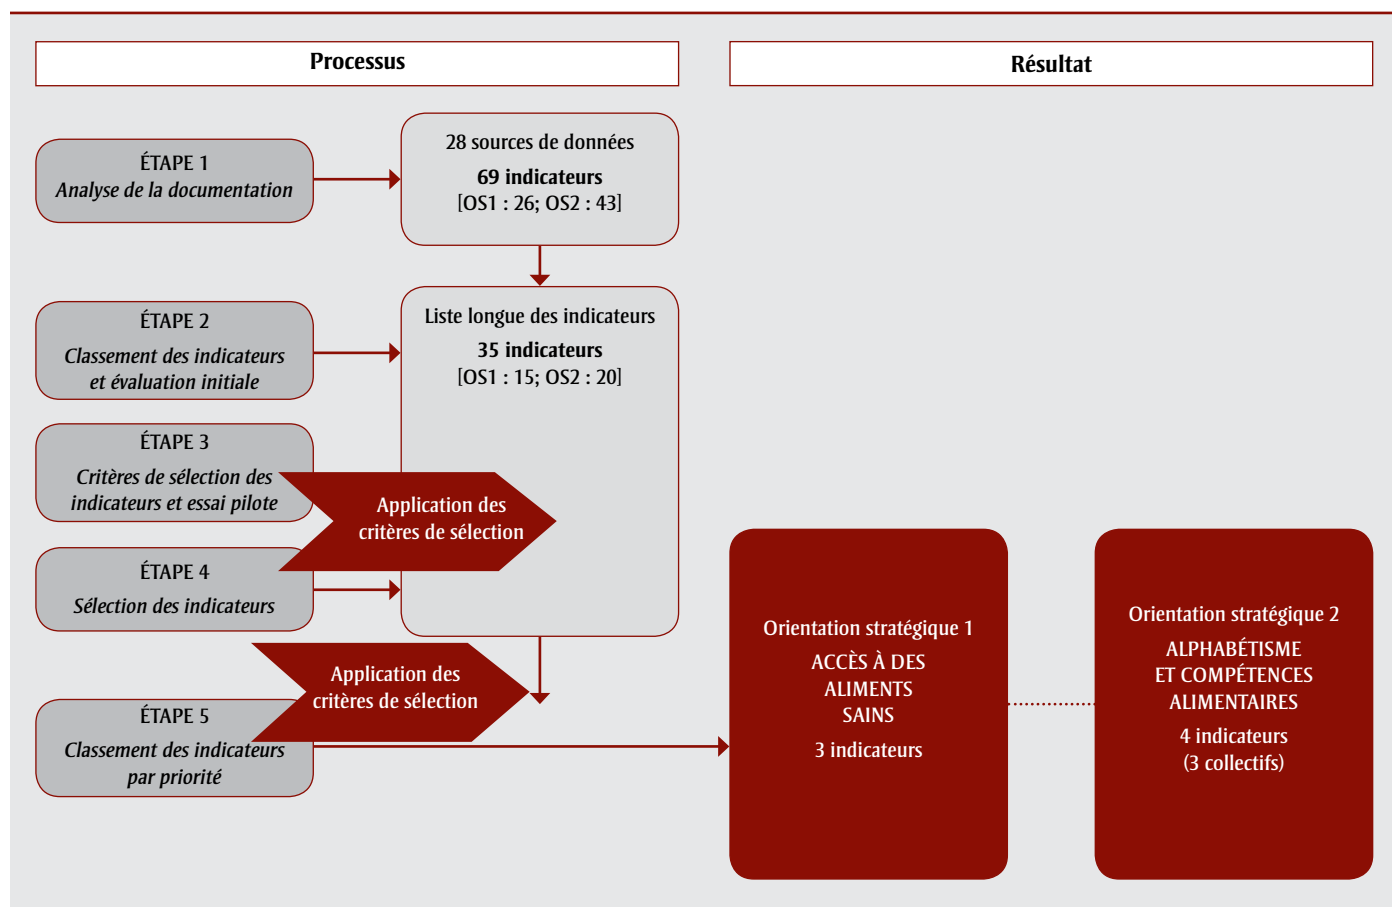 Processus
Résultat
ÉTAPE 1
Analyse de la documentation
28 sources de données
69 indicateurs
[OS1 : 26; OS2 : 43]
ÉTAPE 2
Classement des indicateurs
et évaluation initiale
Liste longue des indicateurs
35 indicateurs
[OS1 : 15; OS2 : 20]
ÉTAPE 3
Critères de sélection des
indicateurs et essai pilote
Application des
critères de sélection
ÉTAPE 4
Sélection des indicateurs
Application des
critères de sélection
ÉTAPE 5
Classement des indicateurs
par priorité
Orientation stratégique 1
ACCÈS À DES
ALIMENTS
SAINS
3 indicateurs
Orientation stratégique 2
ALPHABÉTISME
ET COMPÉTENCES
ALIMENTAIRES
4 indicateurs
(3 collectifs)